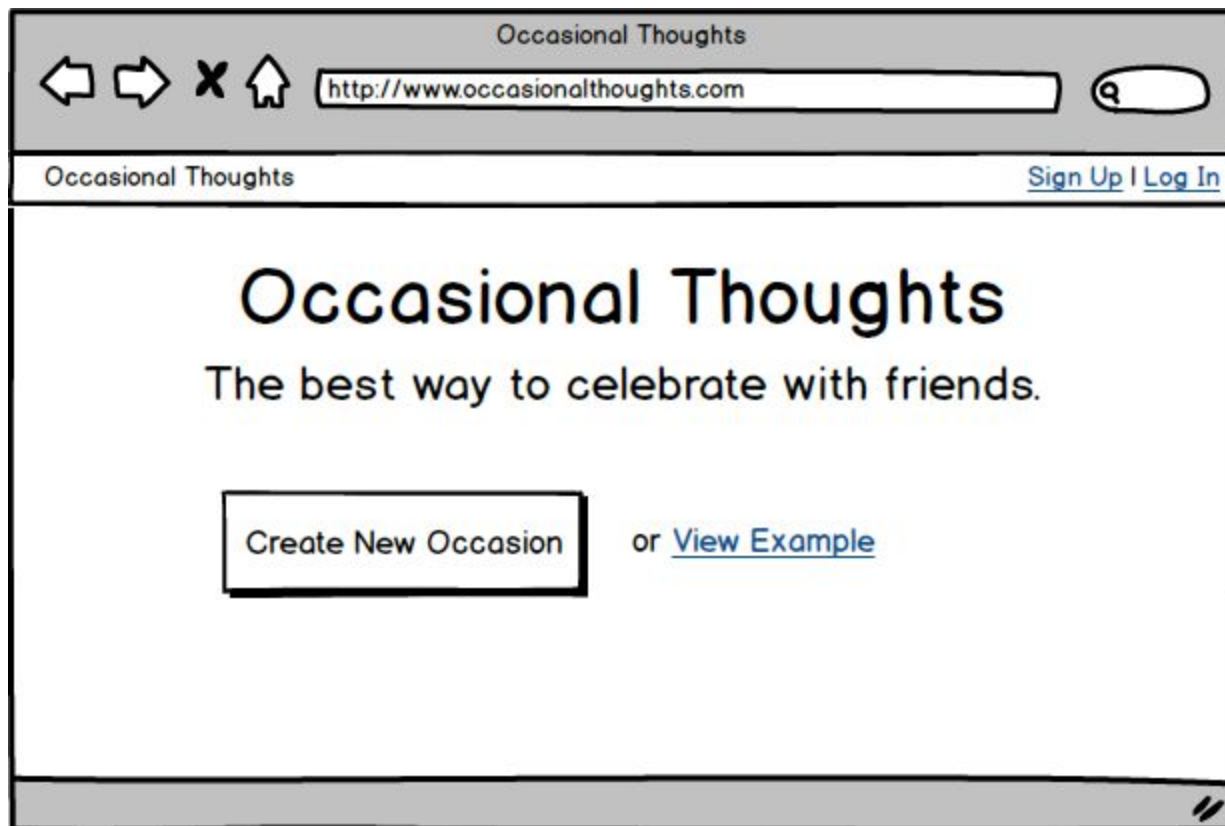 Occasional Thoughts
http://www.occasionalthoughts.com
Occasional Thoughts Sign Up | Log In
Occasional Thoughts
The best way to celebrate with friends.
Create New Occasion or View Example